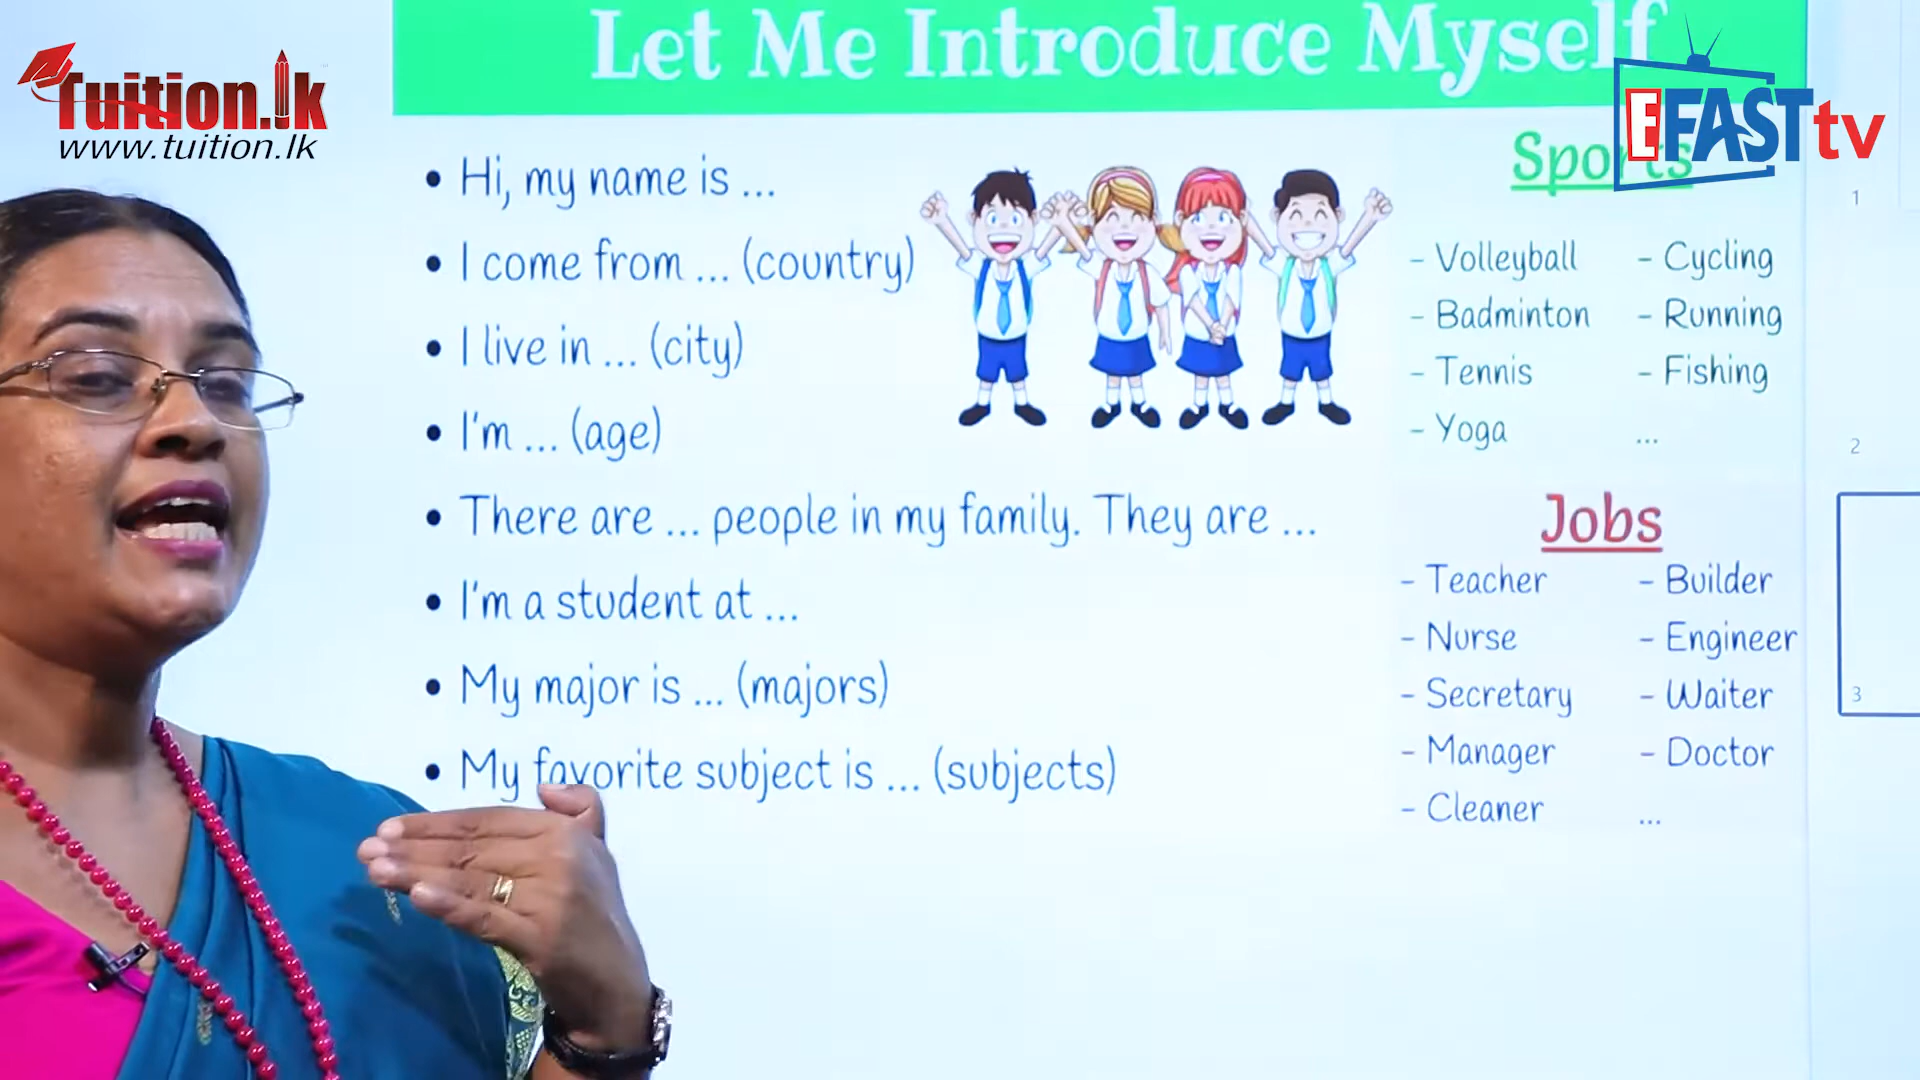 Let Me Introduce Myself
Tuition.lk
www.tuition.lk
EFAST tv
• Hi, my name is ...
• I come from ... (country)
• I live in ... (city)
• I'm ... (age)
• There are ... people in my family. They are ...
• I'm a student at ...
• My major is ... (majors)
• My favorite subject is ... (subjects)
Sports
- Volleyball - Cycling
- Badminton - Running
- Tennis - Fishing
- Yoga ...
Jobs
- Teacher - Builder
- Nurse - Engineer
- Secretary - Waiter
- Manager - Doctor
- Cleaner ...
1
2
3